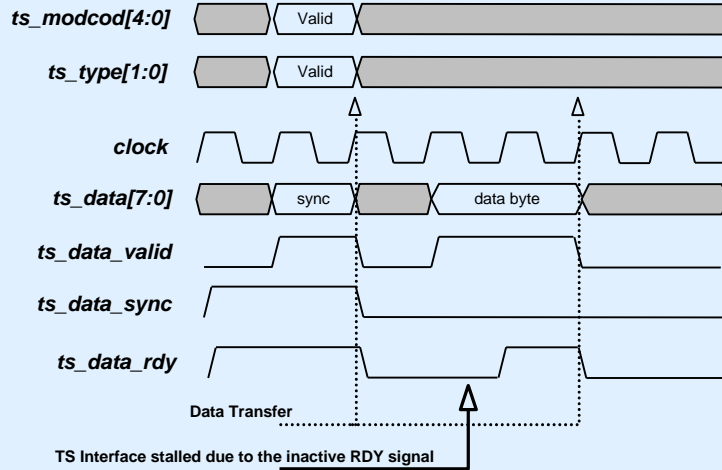 ts_modcod[4:0]
Valid
ts_type[1:0]
Valid
clock
ts_data[7:0]
sync
data byte
ts_data_valid
ts_data_sync
ts_data_rdy
Data Transfer
TS Interface stalled due to the inactive RDY signal